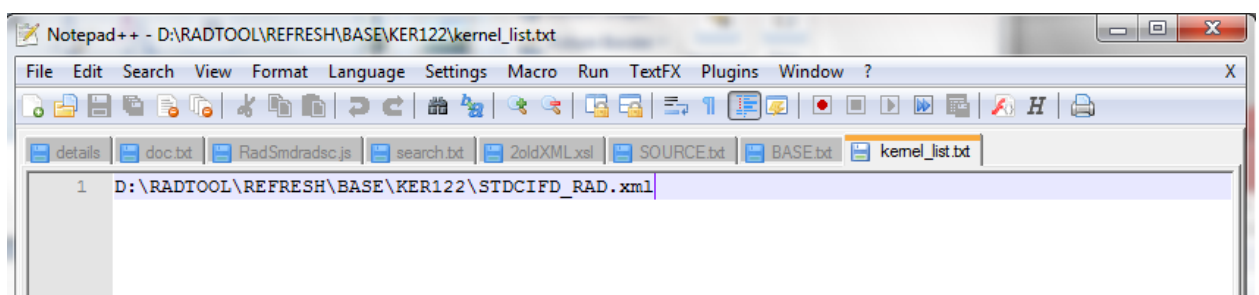 Notepad++ - D:\RADTOOL\REFRESH\BASE\KER122\kernel_list.txt
File Edit Search View Format Language Settings Macro Run TextFX Plugins Window ? X
details doc.txt RadSmdradsc.js search.txt 2oldXML.xsl SOURCE.txt BASE.txt kernel_list.txt
1 D:\RADTOOL\REFRESH\BASE\KER122\STDCIFD_RAD.xml